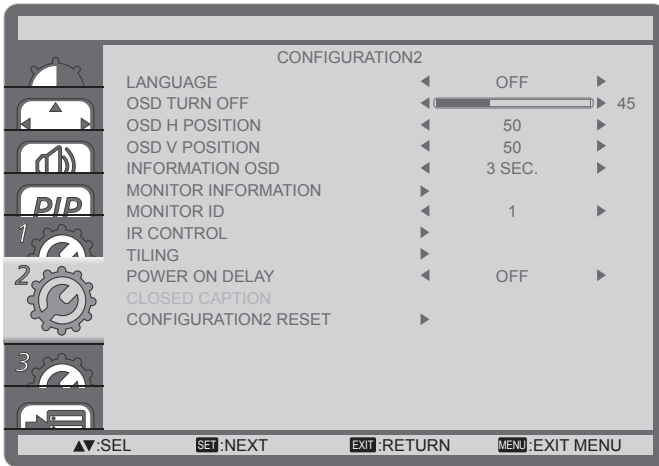 CONFIGURATION2
LANGUAGE OFF
OSD TURN OFF 45
OSD H POSITION 50
OSD V POSITION 50
INFORMATION OSD 3 SEC.
MONITOR INFORMATION
PIP
MONITOR ID 1
1
IR CONTROL
TILING
2
POWER ON DELAY OFF
CLOSED CAPTION
CONFIGURATION2 RESET
3
▲▼:SEL SET:NEXT EXIT:RETURN MENU:EXIT MENU